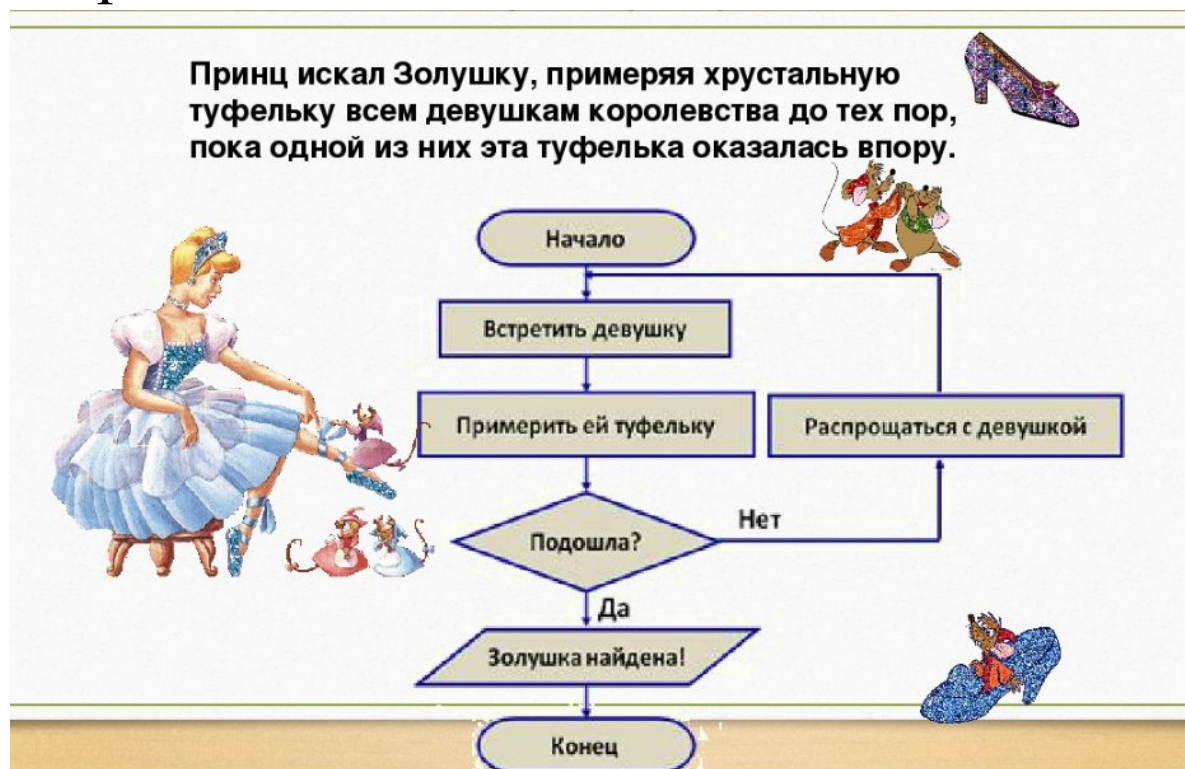 Принц искал Золушку, примеряя хрустальную
туфельку всем девушкам королевства до тех пор,
пока одной из них эта туфелька оказалась впору.
Начало
Встретить девушку
Примерить ей туфельку
Распрощаться с девушкой
Подошла?
Нет
Да
Золушка найдена!
Конец